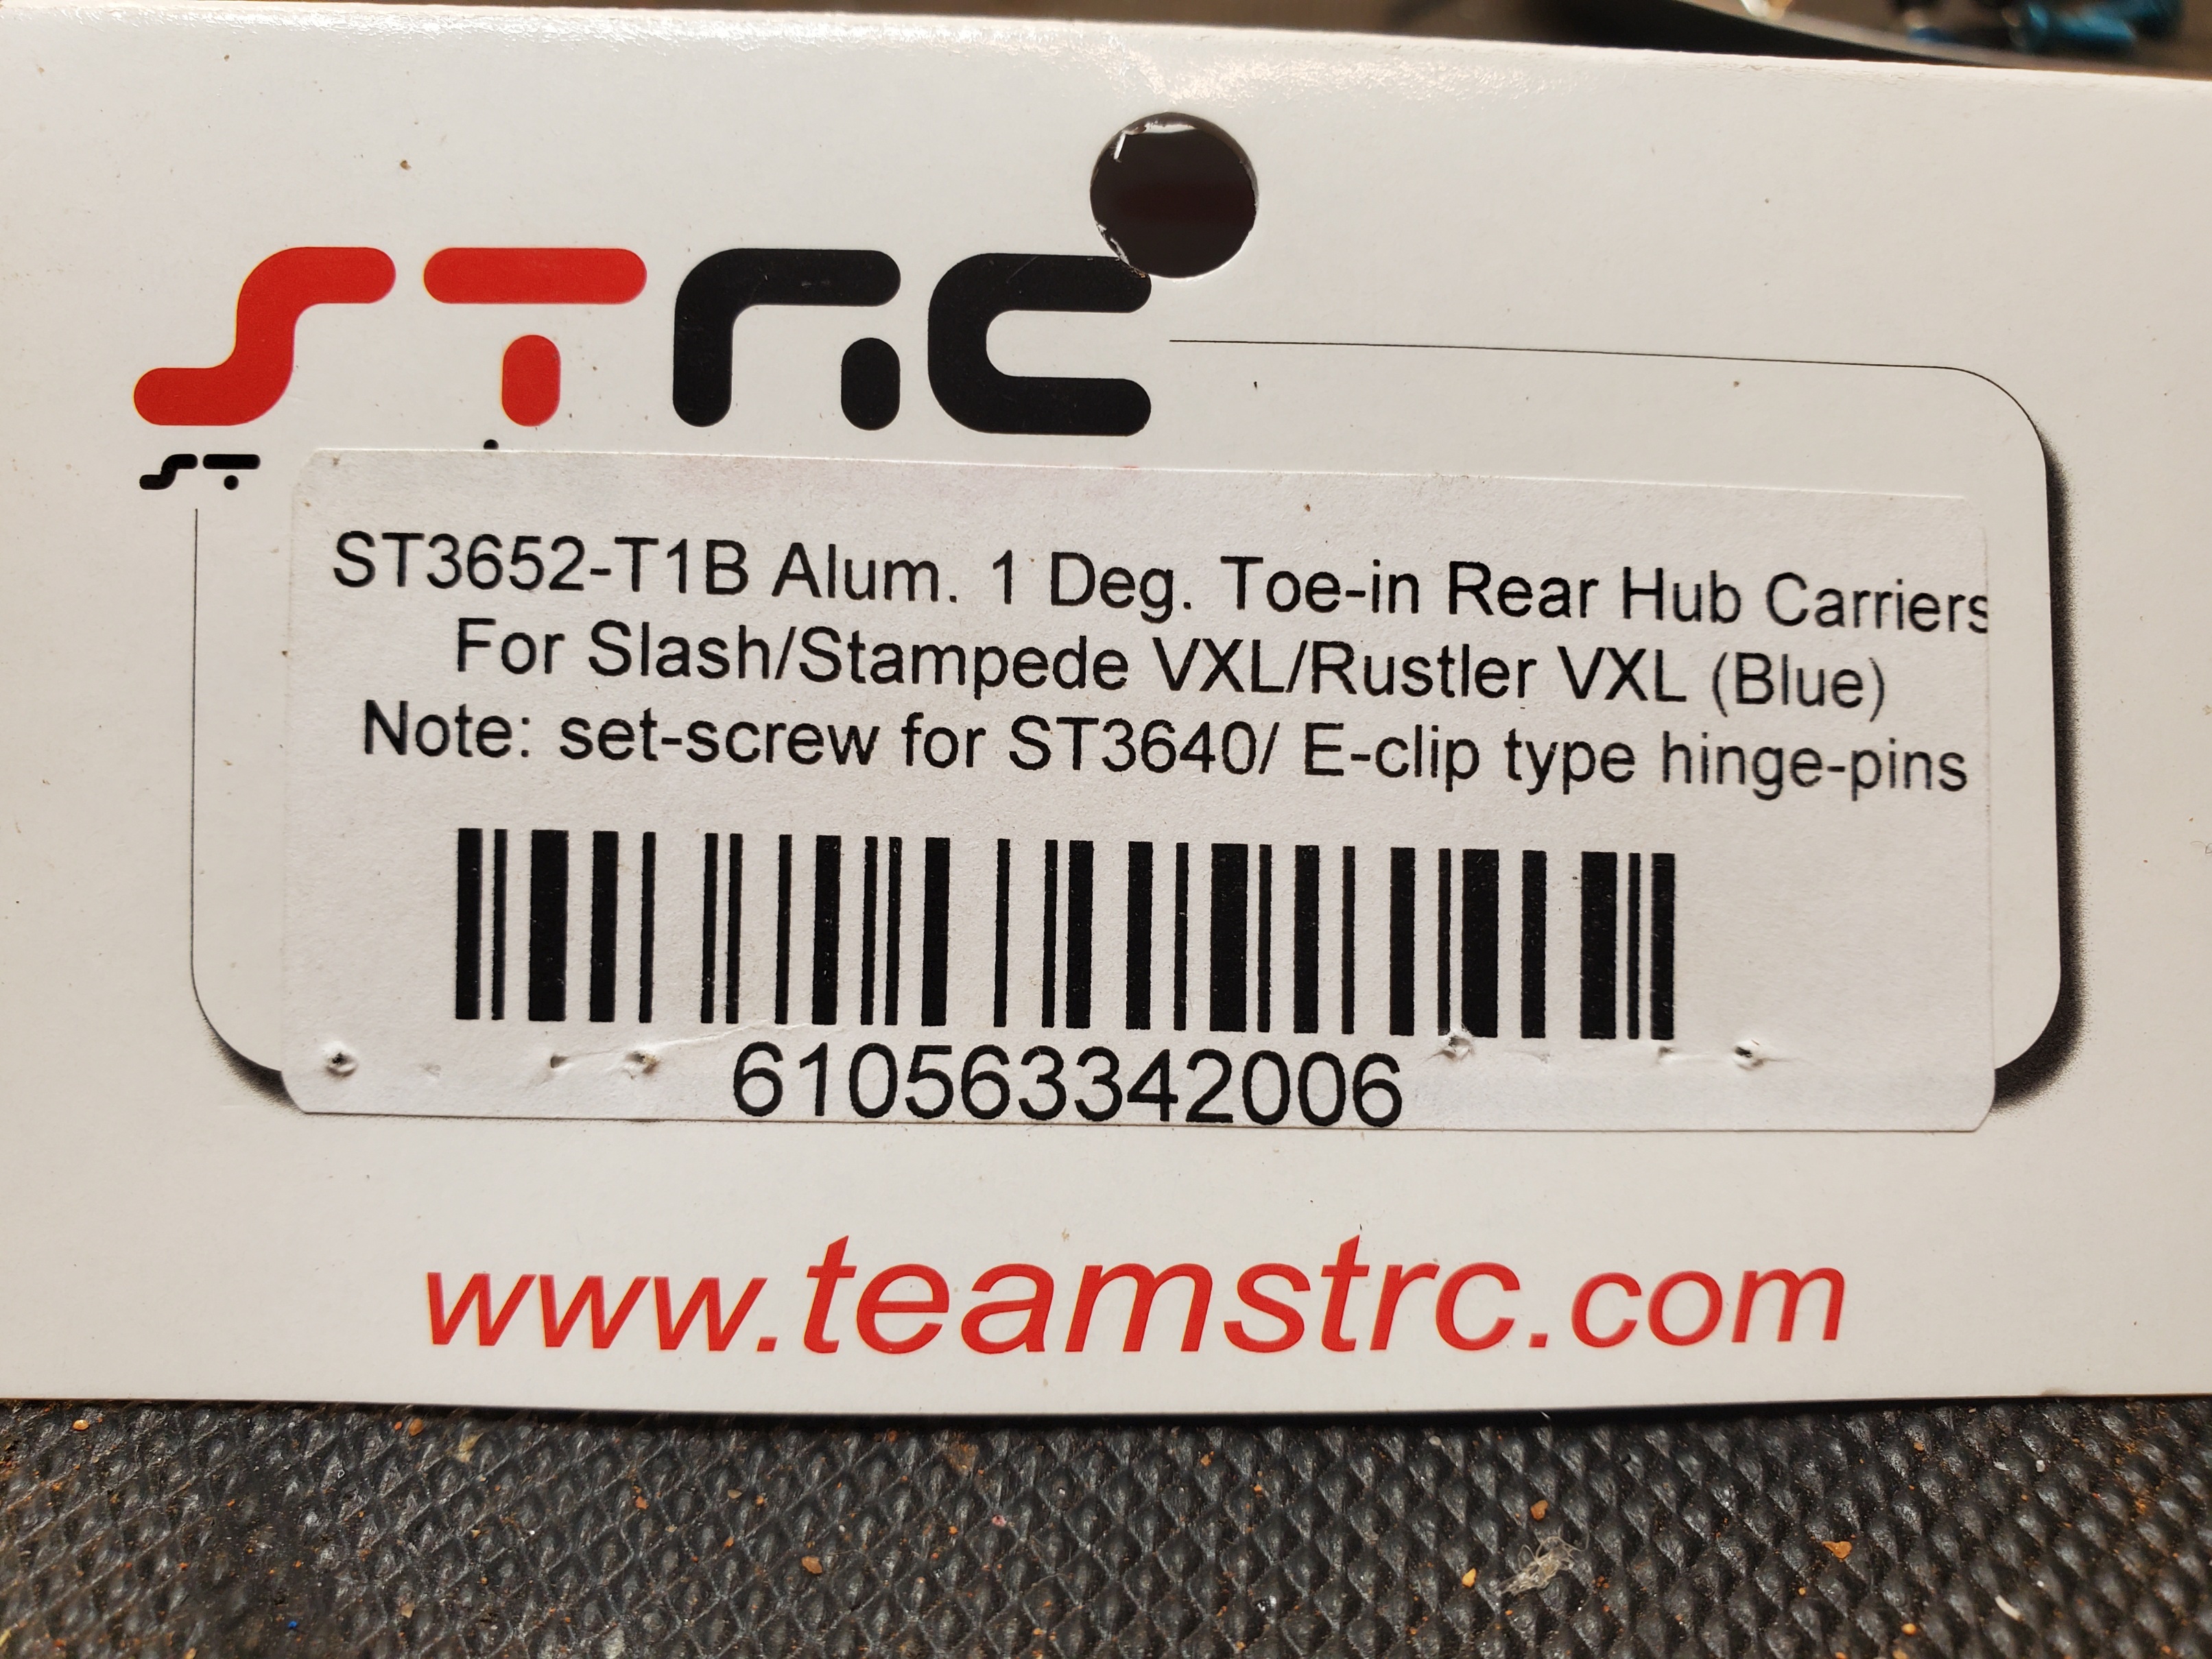 STRC
ST
ST3652-T1B Alum. 1 Deg. Toe-in Rear Hub Carriers
For Slash/Stampede VXL/Rustler VXL (Blue)
Note: set-screw for ST3640/ E-clip type hinge-pins
610563342006
www.teamstrc.com